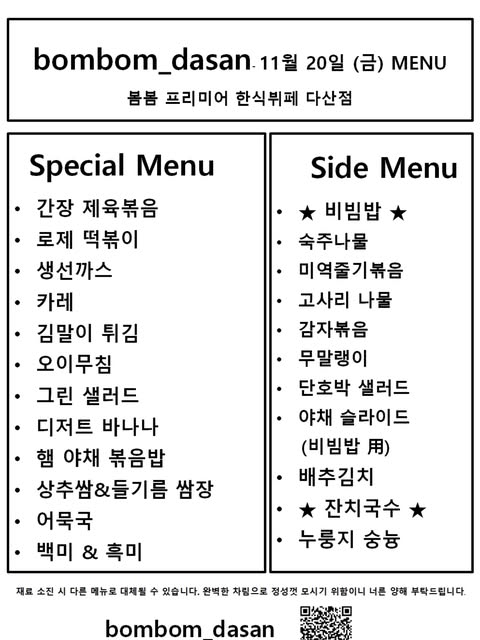 bombom_dasan- 11월 20일 (금) MENU
봄봄 프리미어 한식뷔페 다산점
Special Menu
• 간장 제육볶음
• 로제 떡볶이
• 생선까스
• 카레
• 김말이 튀김
• 오이무침
• 그린 샐러드
• 디저트 바나나
• 햄 야채 볶음밥
• 상추쌈&들기름 쌈장
• 어묵국
• 백미 & 흑미
Side Menu
• ★ 비빔밥 ★
• 숙주나물
• 미역줄기볶음
• 고사리 나물
• 감자볶음
• 무말랭이
• 단호박 샐러드
• 야채 슬라이드
(비빔밥 用)
• 배추김치
• ★ 잔치국수 ★
• 누룽지 숭늉
재료 소진 시 다른 메뉴로 대체될 수 있습니다. 완벽한 차림으로 정성껏 모시기 위함이니 너른 양해 부탁드립니다.
bombom_dasan